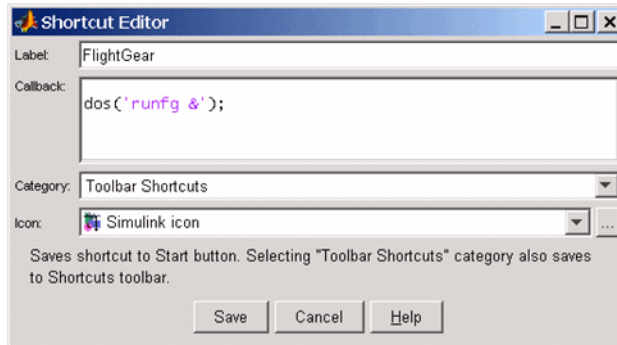 Shortcut Editor
Label: FlightGear
Callback: dos('runfg &');
Category: Toolbar Shortcuts
Icon: Simulink icon ...
Saves shortcut to Start button. Selecting "Toolbar Shortcuts" category also saves
to Shortcuts toolbar.
Save Cancel Help